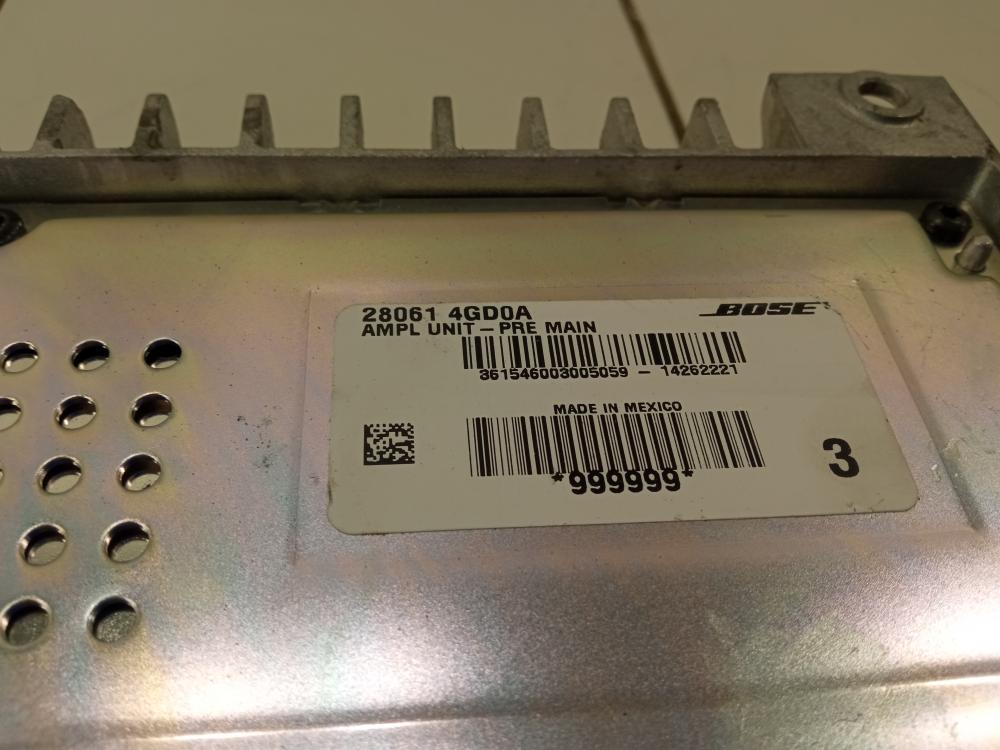 28061 4GD0A
BOSE
AMPL UNIT – PRE MAIN
361546003005059 – 14262221
MADE IN MEXICO
*999999*
3